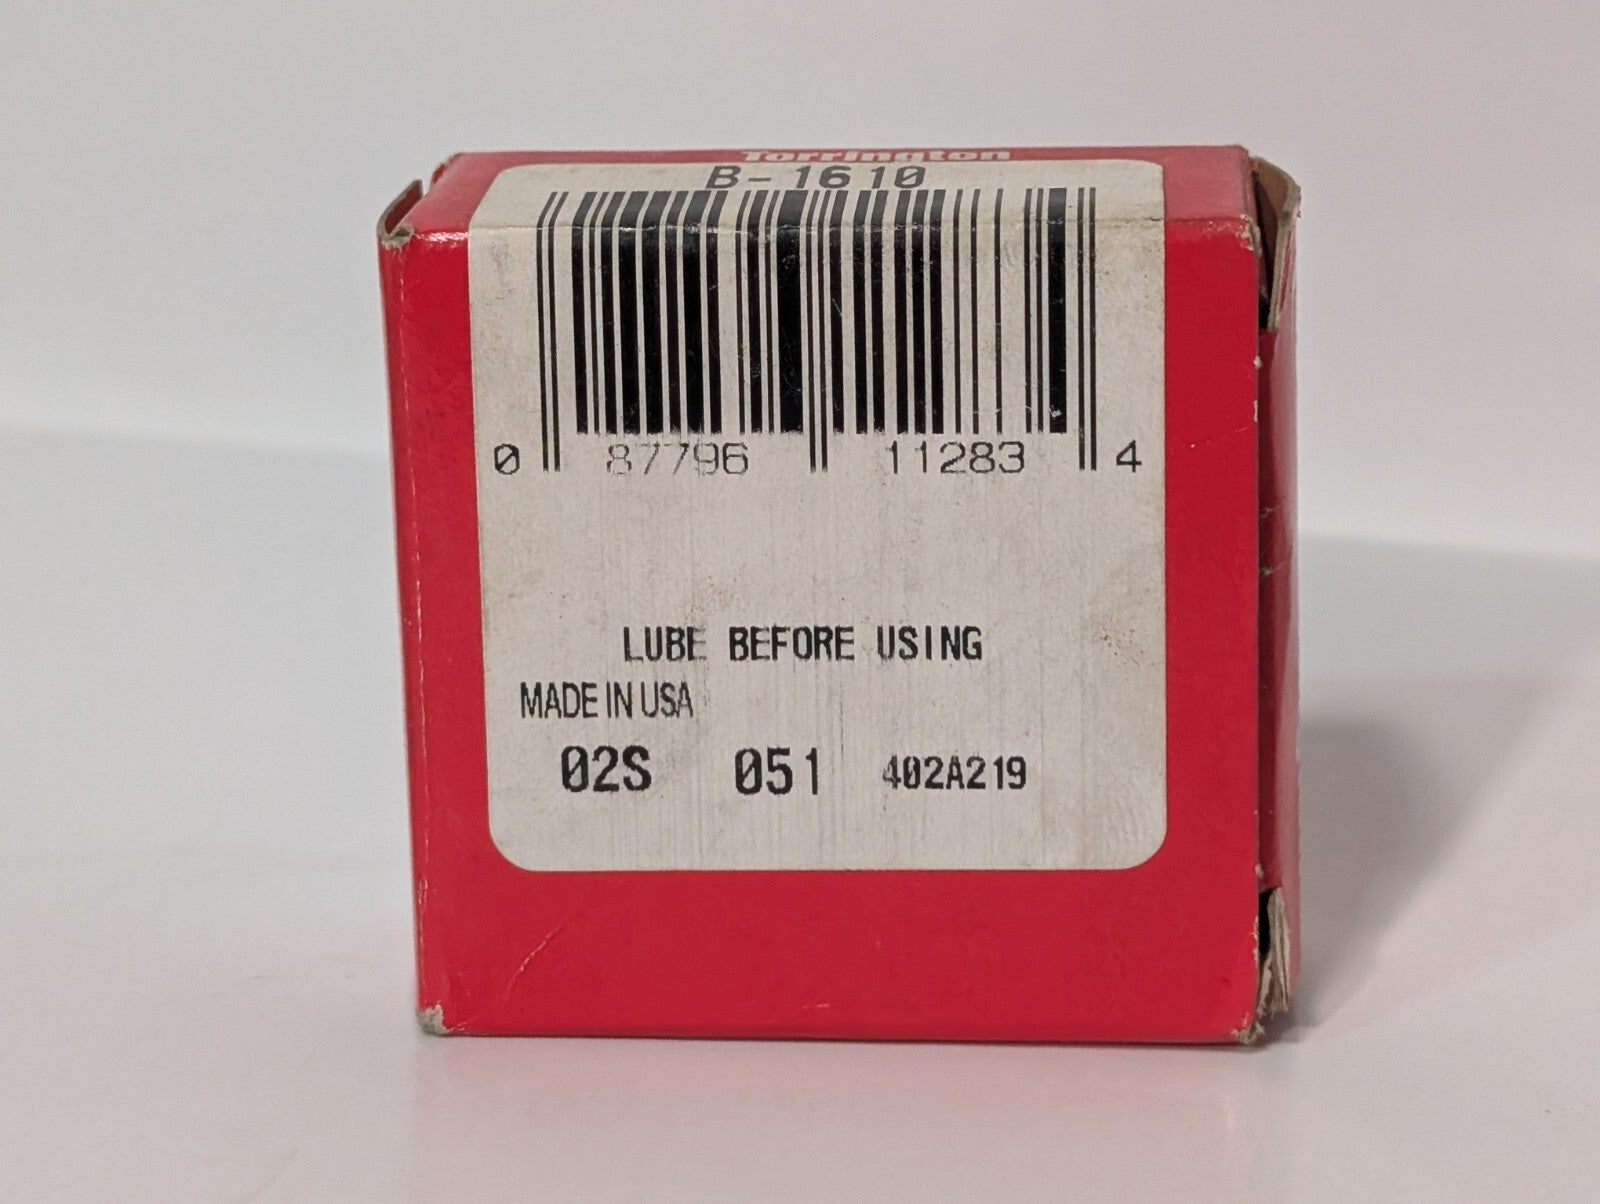 Torrington
B-1610
0 87796 11283 4
LUBE BEFORE USING
MADE IN USA
02S 051 402A219